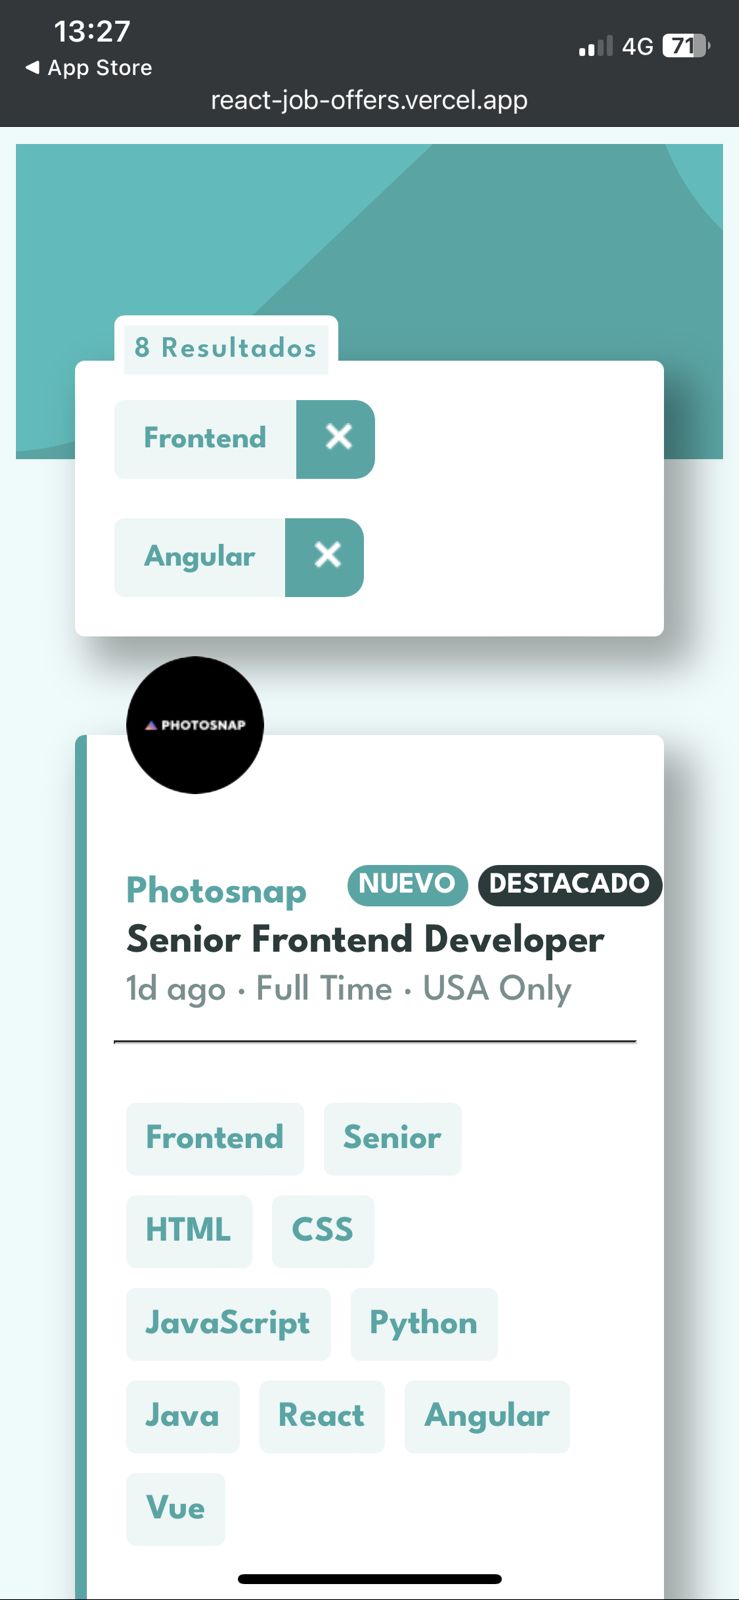 13:27
4G 71
◀ App Store
react-job-offers.vercel.app
8 Resultados
Frontend ✕
Angular ✕
PHOTOSNAP
Photosnap NUEVO DESTACADO
Senior Frontend Developer
1d ago · Full Time · USA Only
Frontend Senior
HTML CSS
JavaScript Python
Java React Angular
Vue